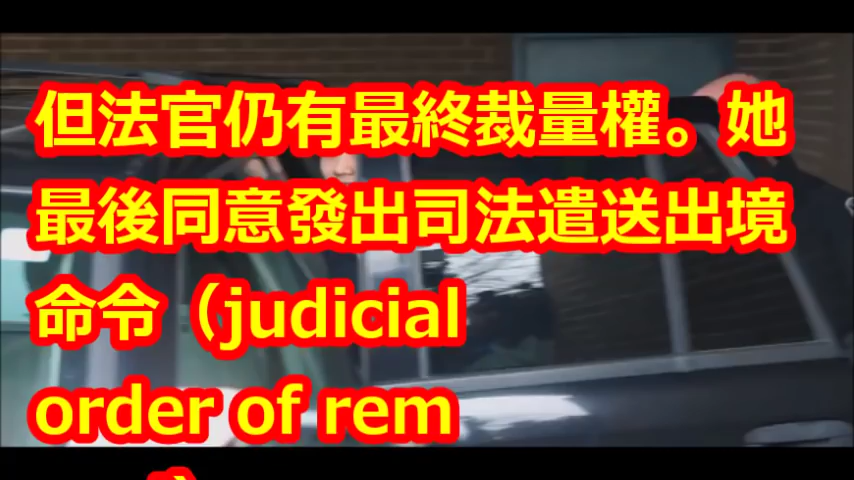 但法官仍有最終裁量權。她
最後同意發出司法遣送出境
命令（judicial
order of rem